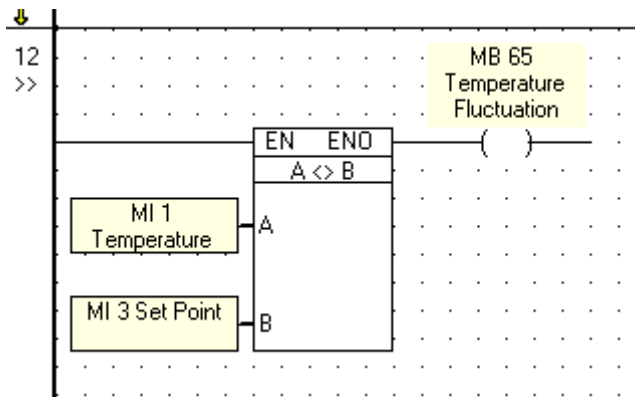 12
>>
MB 65
Temperature
Fluctuation
EN ENO
A <> B
MI 1
Temperature
A
MI 3 Set Point
B